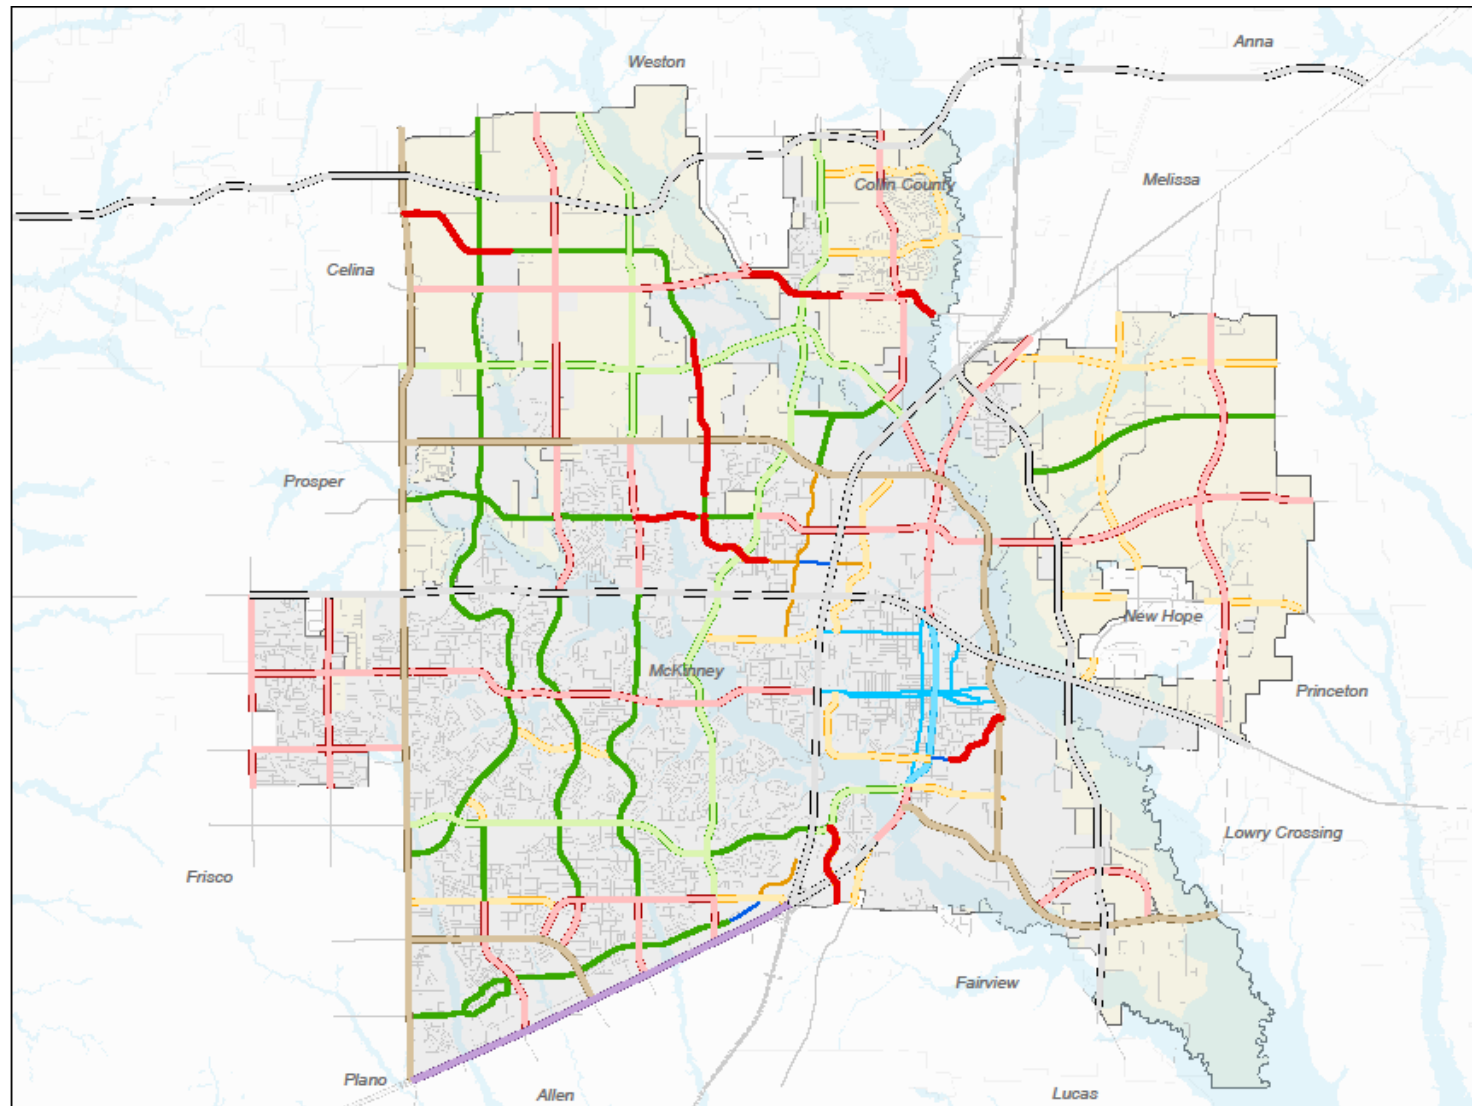 Anna
Weston
Melissa
Collin County
Celina
Prosper
New Hope
McKinney
Princeton
Lowry Crossing
Frisco
Fairview
Plano
Allen
Lucas